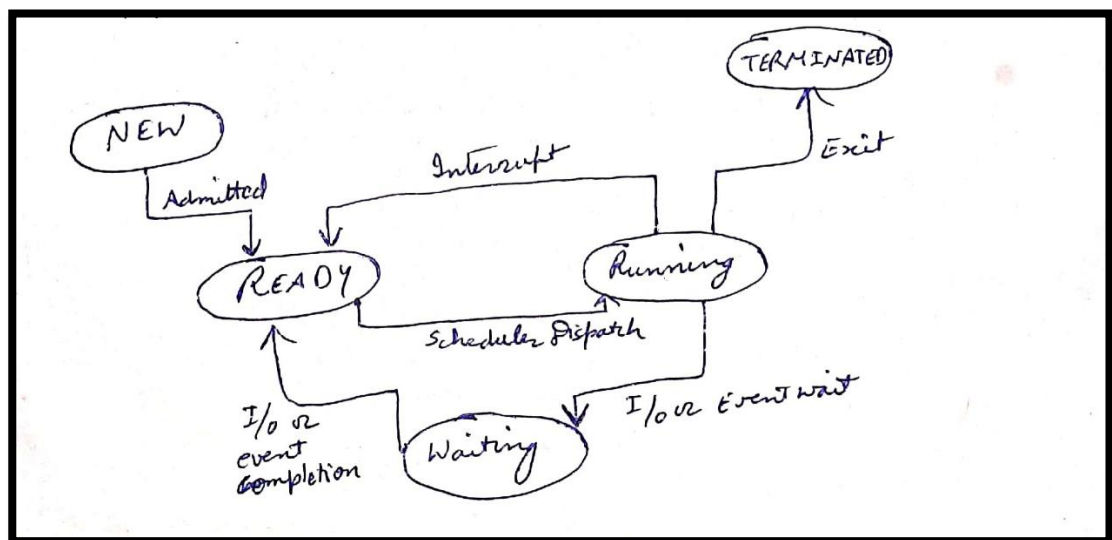 TERMINATED
NEW
Interrupt
Exit
Admitted
READY
Running
Scheduler Dispatch
I/O or Event wait
I/O or
event
completion
Waiting